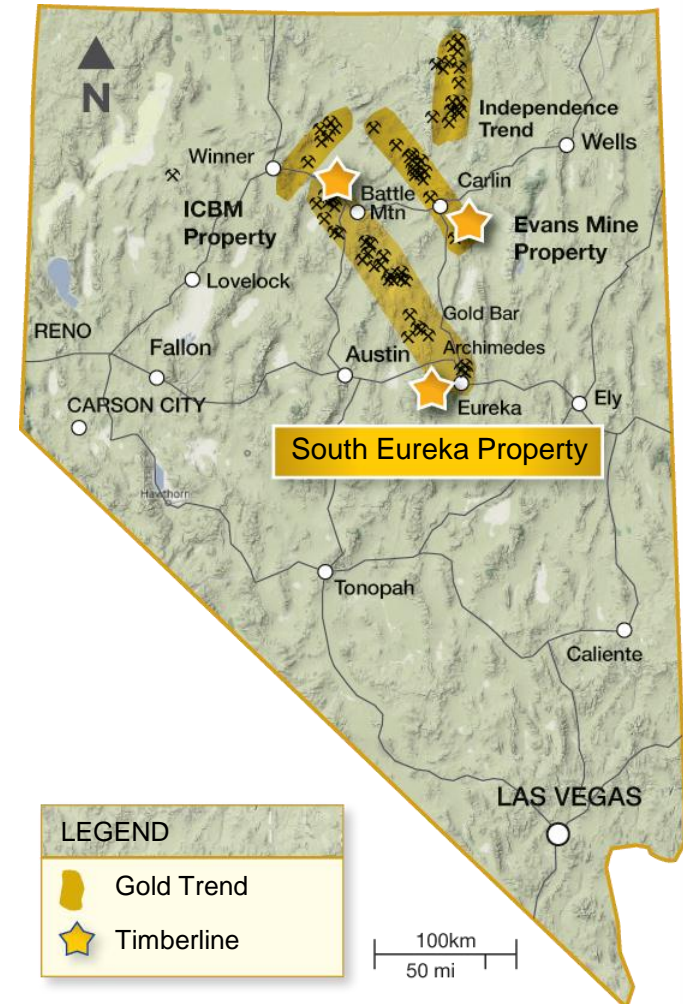 N
Independence
Trend
Wells
Winner
Carlin
Battle
Mtn
ICBM
Property
Evans Mine
Property
Lovelock
Gold Bar
RENO
Fallon
Austin
Archimedes
Eureka
Ely
CARSON CITY
South Eureka Property
Hawthorn
Tonopah
Caliente
LAS VEGAS
LEGEND
Gold Trend
Timberline
100km
50 mi